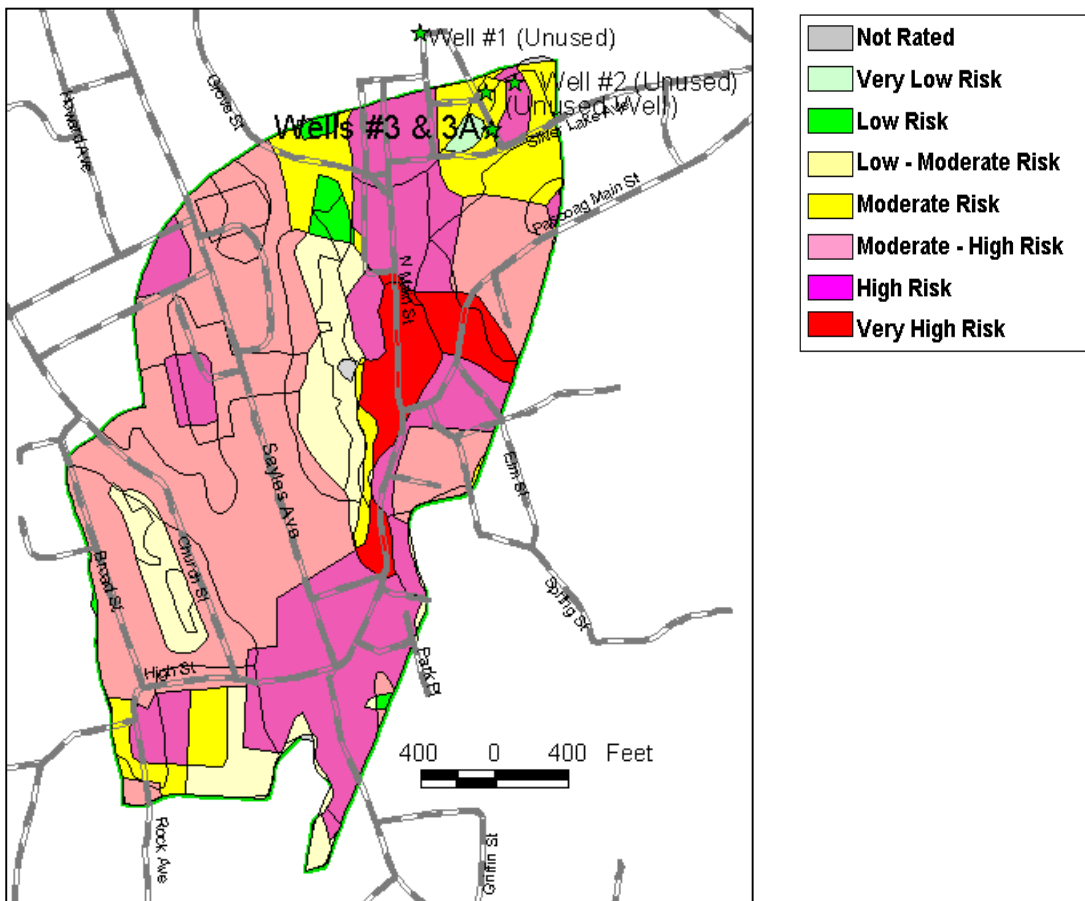 Well #1 (Unused)
Well #2 (Unused)
(Unused Well)
Wells #3 & 3A
Silver Lake Ave
Grove St
Howard Ave
Pascoag Main St
N Main St
Sayles Ave
Elm St
Spring St
Church St
Broad St
High St
Park Pl
Rock Ave
Griffin St
400 0 400 Feet
Not Rated
Very Low Risk
Low Risk
Low - Moderate Risk
Moderate Risk
Moderate - High Risk
High Risk
Very High Risk